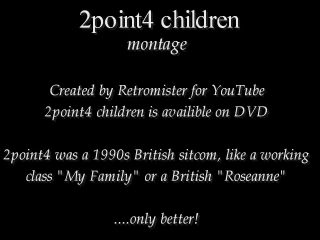 2point4 children
montage
Created by Retromister for YouTube
2point4 children is availible on DVD
2point4 was a 1990s British sitcom, like a working
class "My Family" or a British "Roseanne"
....only better!